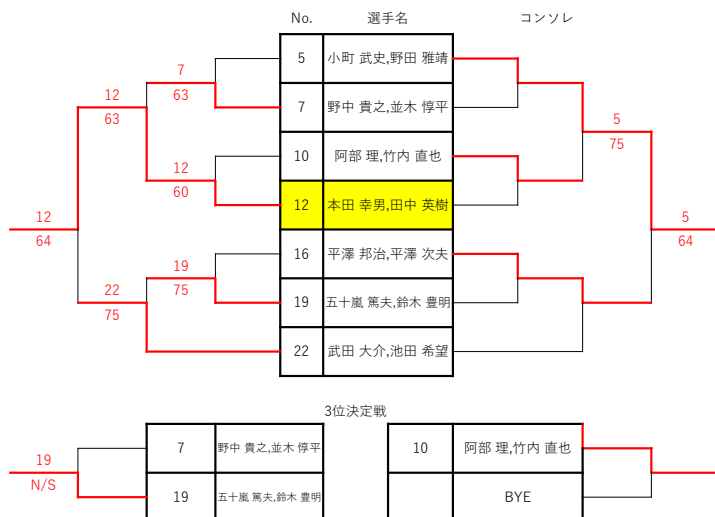 No. 選手名 コンソレ
5 小町 武史,野田 雅靖
7
63
7 野中 貴之,並木 惇平
12
63
5
75
10 阿部 理,竹内 直也
12
60
12 本田 幸男,田中 英樹
12
64
5
64
16 平澤 邦治,平澤 次夫
19
75
19 五十嵐 篤夫,鈴木 豊明
22
75
22 武田 大介,池田 希望
3位決定戦
7 野中 貴之,並木 惇平 10 阿部 理,竹内 直也
19
N/S
19 五十嵐 篤夫,鈴木 豊明 BYE